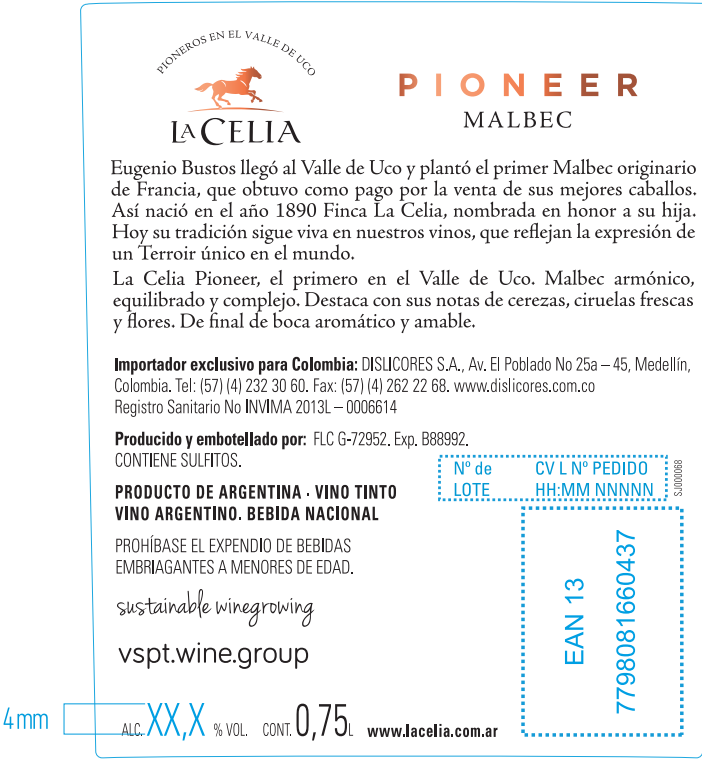 PIONEROS EN EL VALLE DE UCO
LA CELIA
PIONEER
MALBEC
Eugenio Bustos llegó al Valle de Uco y plantó el primer Malbec originario
de Francia, que obtuvo como pago por la venta de sus mejores caballos.
Así nació en el año 1890 Finca La Celia, nombrada en honor a su hija.
Hoy su tradición sigue viva en nuestros vinos, que reflejan la expresión de
un Terroir único en el mundo.
La Celia Pioneer, el primero en el Valle de Uco. Malbec armónico,
equilibrado y complejo. Destaca con sus notas de cerezas, ciruelas frescas
y flores. De final de boca aromático y amable.
Importador exclusivo para Colombia: DISLICORES S.A., Av. El Poblado No 25a – 45, Medellín,
Colombia. Tel: (57) (4) 232 30 60. Fax: (57) (4) 262 22 68. www.dislicores.com.co
Registro Sanitario No INVIMA 2013L – 0006614
Producido y embotellado por: FLC G-72952. Exp. B88992.
CONTIENE SULFITOS.
Nº de CV L Nº PEDIDO
LOTE HH:MM NNNNN
SJ000068
PRODUCTO DE ARGENTINA · VINO TINTO
VINO ARGENTINO. BEBIDA NACIONAL
PROHÍBASE EL EXPENDIO DE BEBIDAS
EMBRIAGANTES A MENORES DE EDAD.
sustainable winegrowing
vspt.wine.group
EAN 13
7798081660437
4mm
ALC. XX,X % VOL. CONT. 0,75L www.lacelia.com.ar